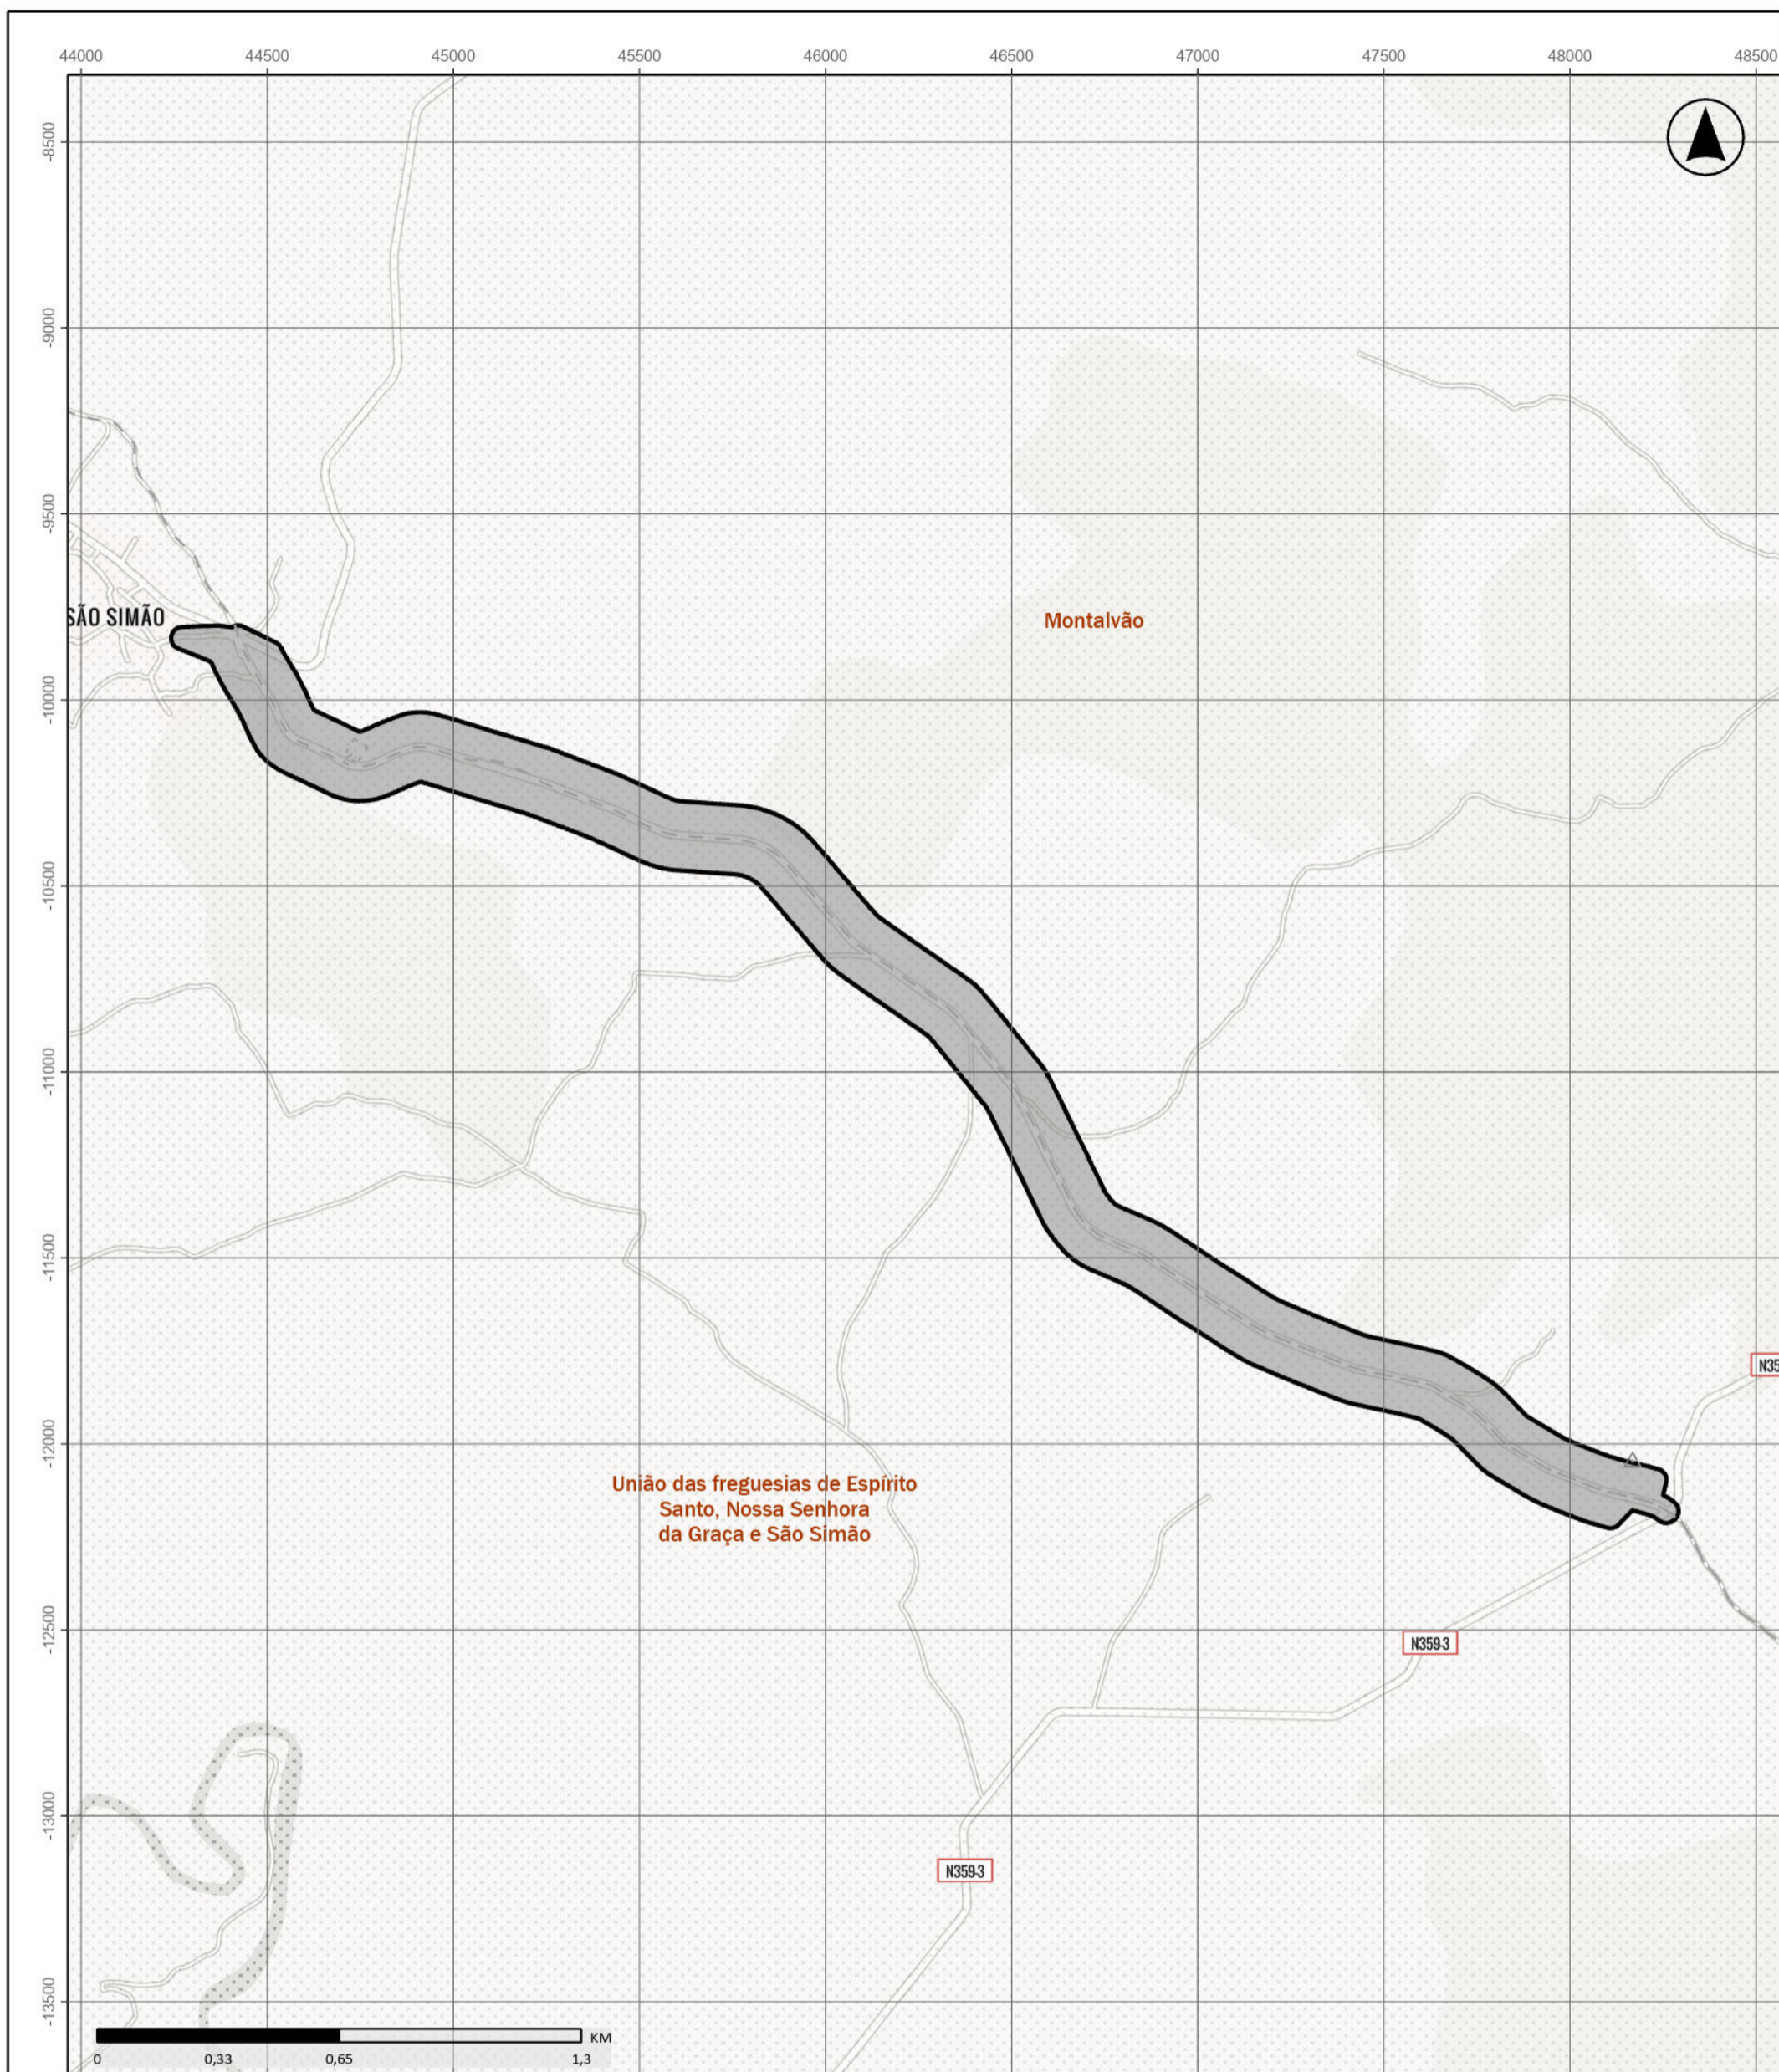 44000 44500 45000 45500 46000 46500 47000 47500 48000 48500
-8500
-9000
-9500
SÃO SIMÃO
Montalvão
-10000
-10500
-11000
-11500
N35
-12000
União das freguesias de Espírito
Santo, Nossa Senhora
da Graça e São Simão
-12500
N359-3
-13000
N359-3
-13500
KM
0 0,33 0,65 1,3